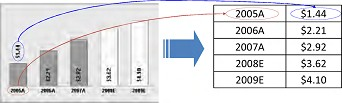 $1.44
$2.21
$2.92
$3.62
$4.10
2005A 2006A 2007A 2008E 2009E
2005A $1.44
2006A $2.21
2007A $2.92
2008E $3.62
2009E $4.10